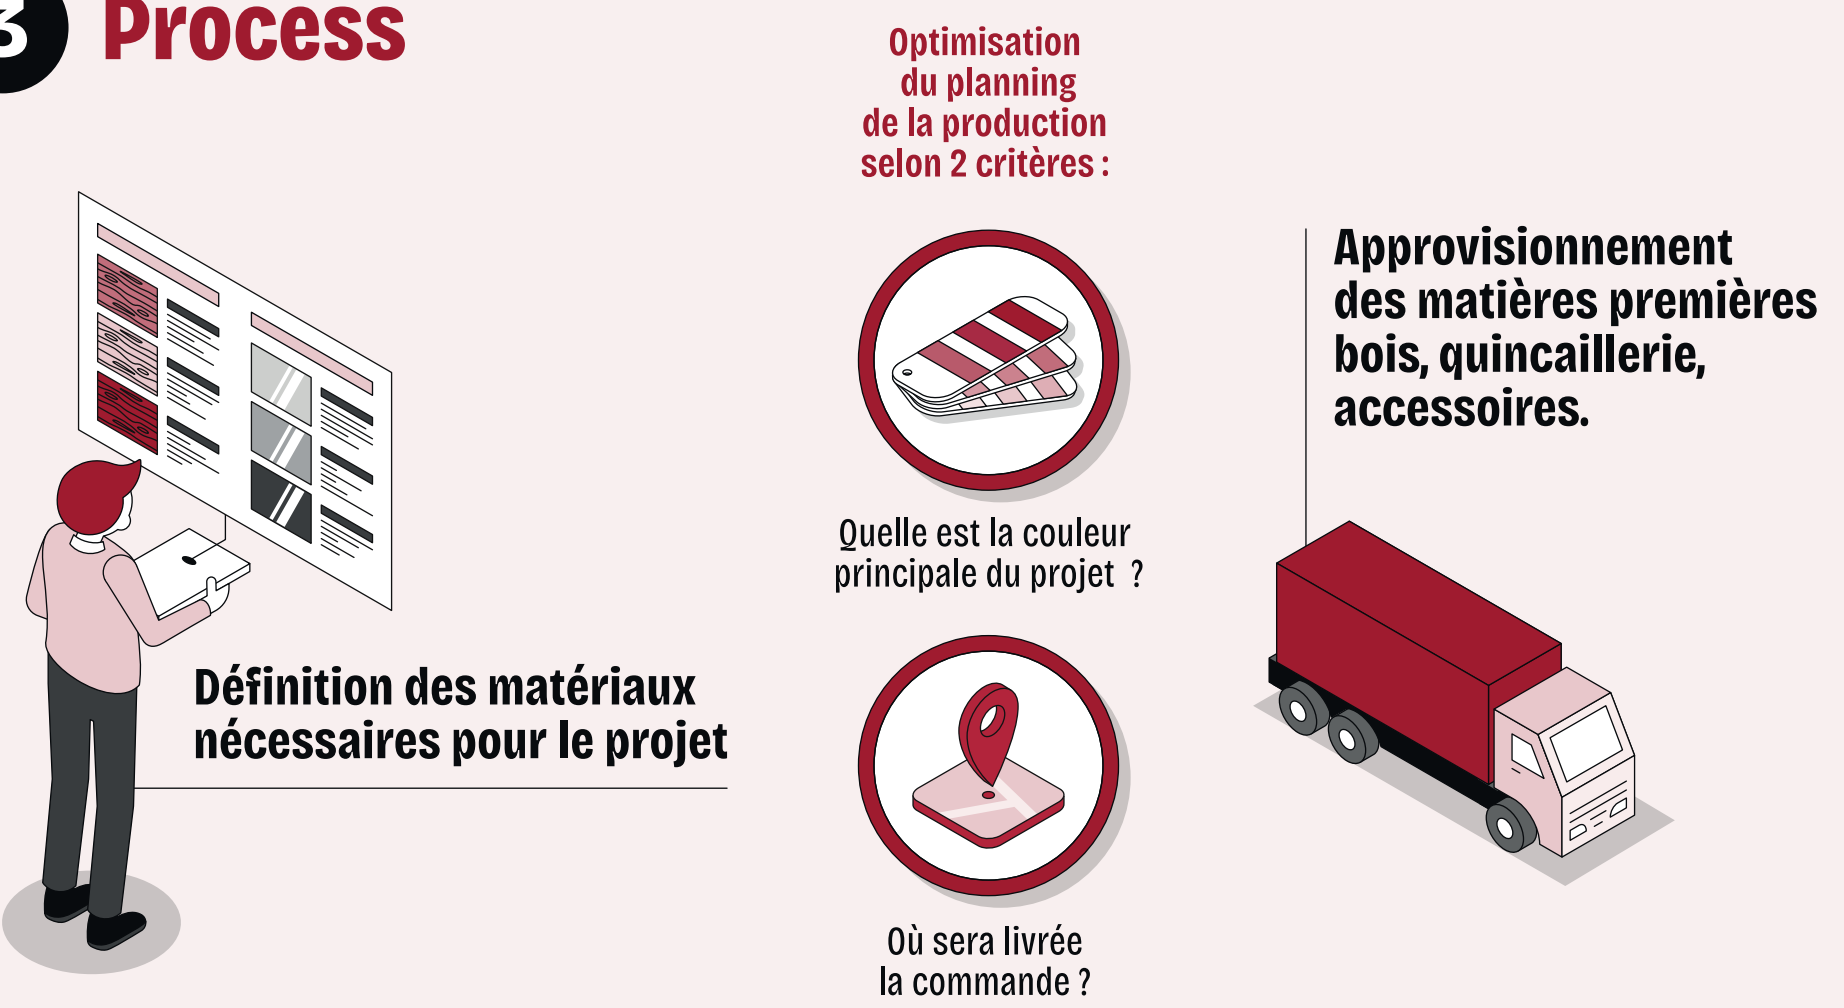 3 Process
Définition des matériaux
nécessaires pour le projet
Optimisation
du planning
de la production
selon 2 critères :
Quelle est la couleur
principale du projet ?
Où sera livrée
la commande ?
Approvisionnement
des matières premières
bois, quincaillerie,
accessoires.